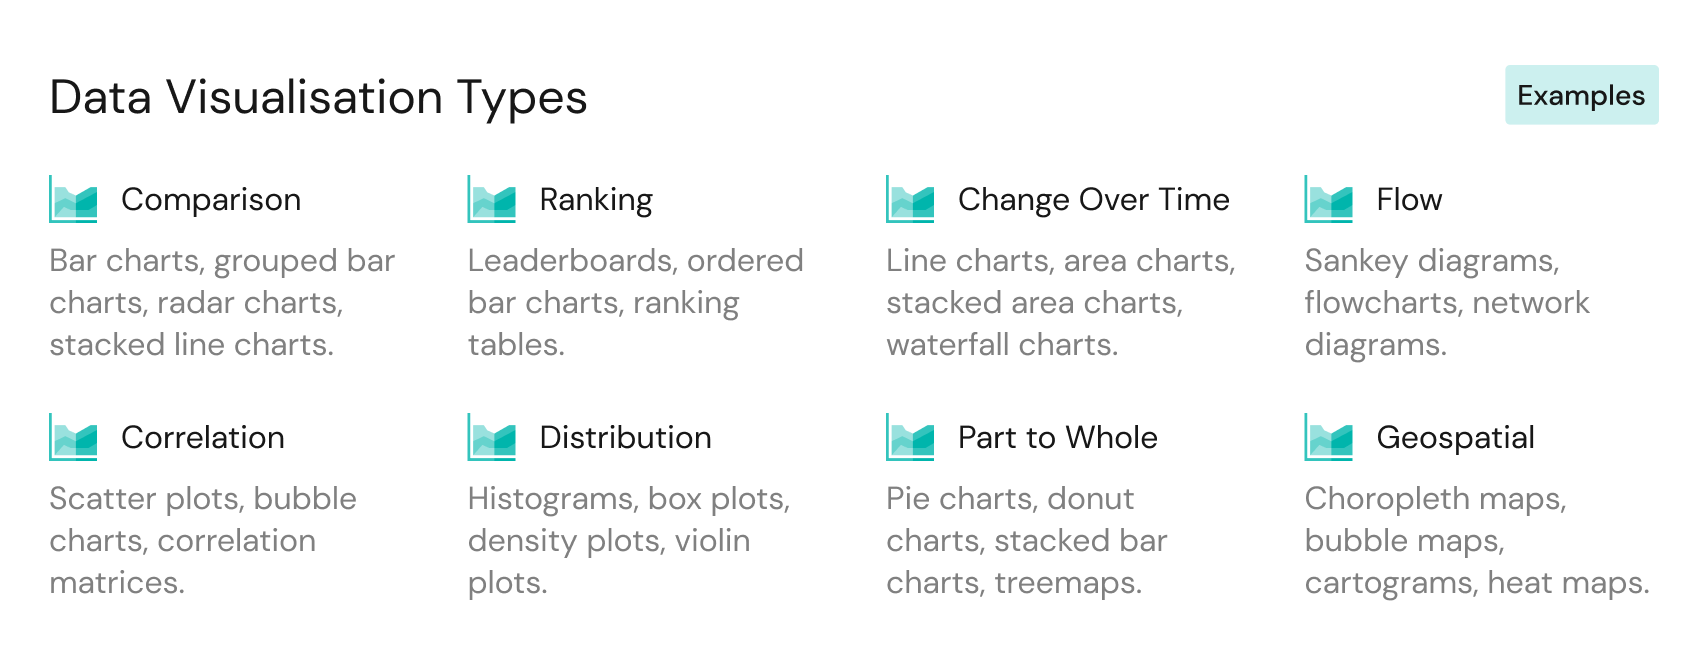 Data Visualisation Types
Examples
Comparison
Bar charts, grouped bar
charts, radar charts,
stacked line charts.
Ranking
Leaderboards, ordered
bar charts, ranking
tables.
Change Over Time
Line charts, area charts,
stacked area charts,
waterfall charts.
Flow
Sankey diagrams,
flowcharts, network
diagrams.
Correlation
Scatter plots, bubble
charts, correlation
matrices.
Distribution
Histograms, box plots,
density plots, violin
plots.
Part to Whole
Pie charts, donut
charts, stacked bar
charts, treemaps.
Geospatial
Choropleth maps,
bubble maps,
cartograms, heat maps.